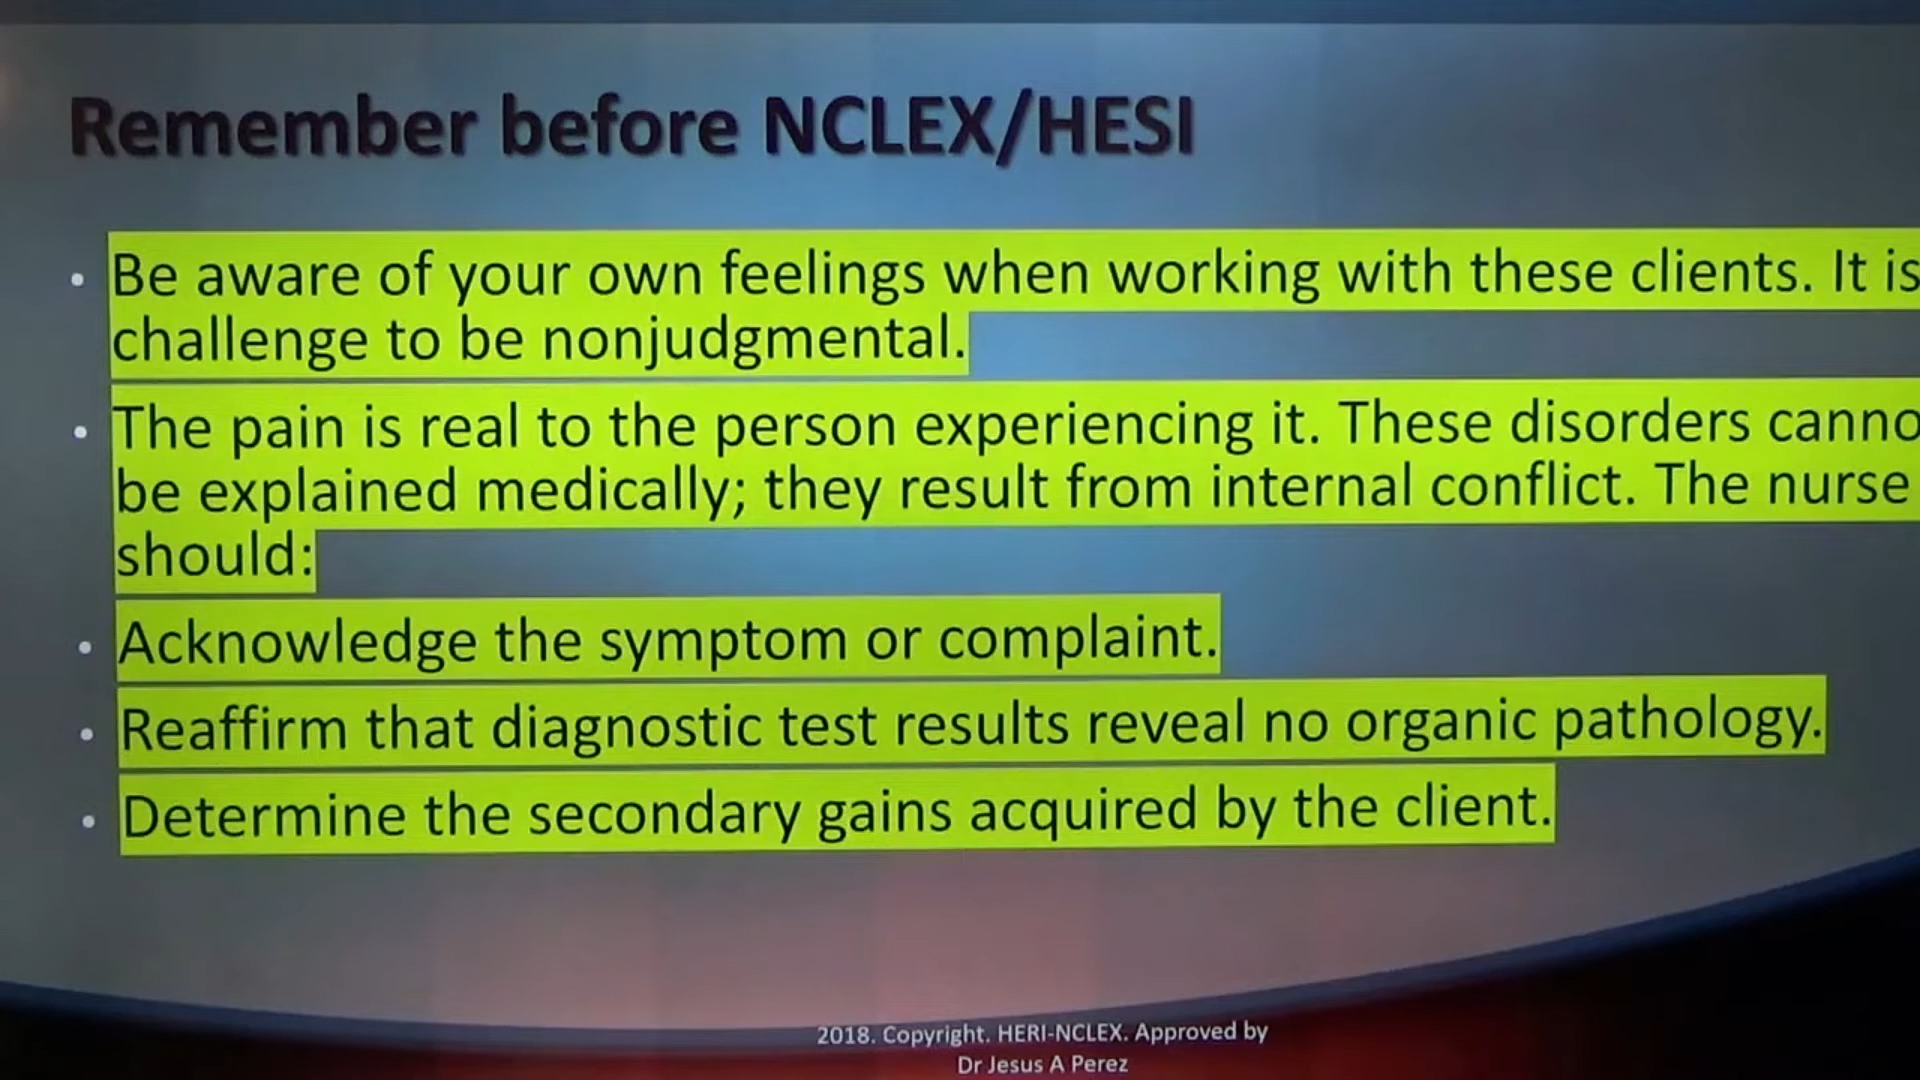 Remember before NCLEX/HESI
• Be aware of your own feelings when working with these clients. It is
challenge to be nonjudgmental.
• The pain is real to the person experiencing it. These disorders
be explained medically; they result from internal conflict. The nurse
should:
• Acknowledge the symptom or complaint.
• Reaffirm that diagnostic test results reveal no organic pathology.
• Determine the secondary gains acquired by the client.
2018. Copyright. HERI-NCLEX. Approved by
Dr Jesus A Perez